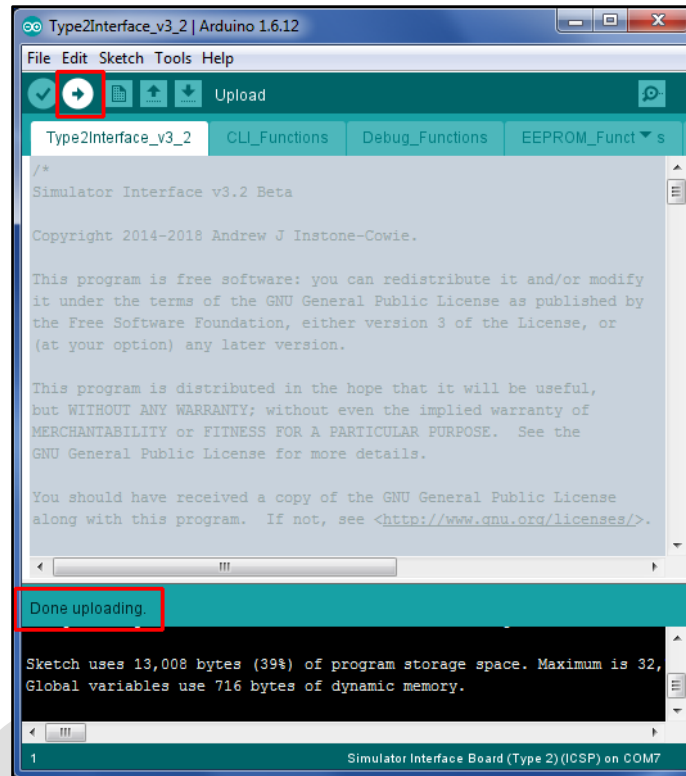 Type2Interface_v3_2 | Arduino 1.6.12
File Edit Sketch Tools Help
Upload
Type2Interface_v3_2 CLI_Functions Debug_Functions EEPROM_Funct s
/*
Simulator Interface v3.2 Beta
Copyright 2014-2018 Andrew J Instone-Cowie.
This program is free software: you can redistribute it and/or modify
it under the terms of the GNU General Public License as published by
the Free Software Foundation, either version 3 of the License, or
(at your option) any later version.
This program is distributed in the hope that it will be useful,
but WITHOUT ANY WARRANTY; without even the implied warranty of
MERCHANTABILITY or FITNESS FOR A PARTICULAR PURPOSE. See the
GNU General Public License for more details.
You should have received a copy of the GNU General Public License
along with this program. If not, see <http://www.gnu.org/licenses/>.
Done uploading.
Sketch uses 13,008 bytes (39%) of program storage space. Maximum is 32,
Global variables use 716 bytes of dynamic memory.
1 Simulator Interface Board (Type 2) (ICSP) on COM7